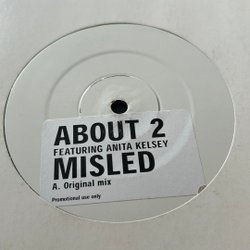 ABOUT 2
FEATURING ANITA KELSEY
MISLED
A. Original mix
Promotional use only